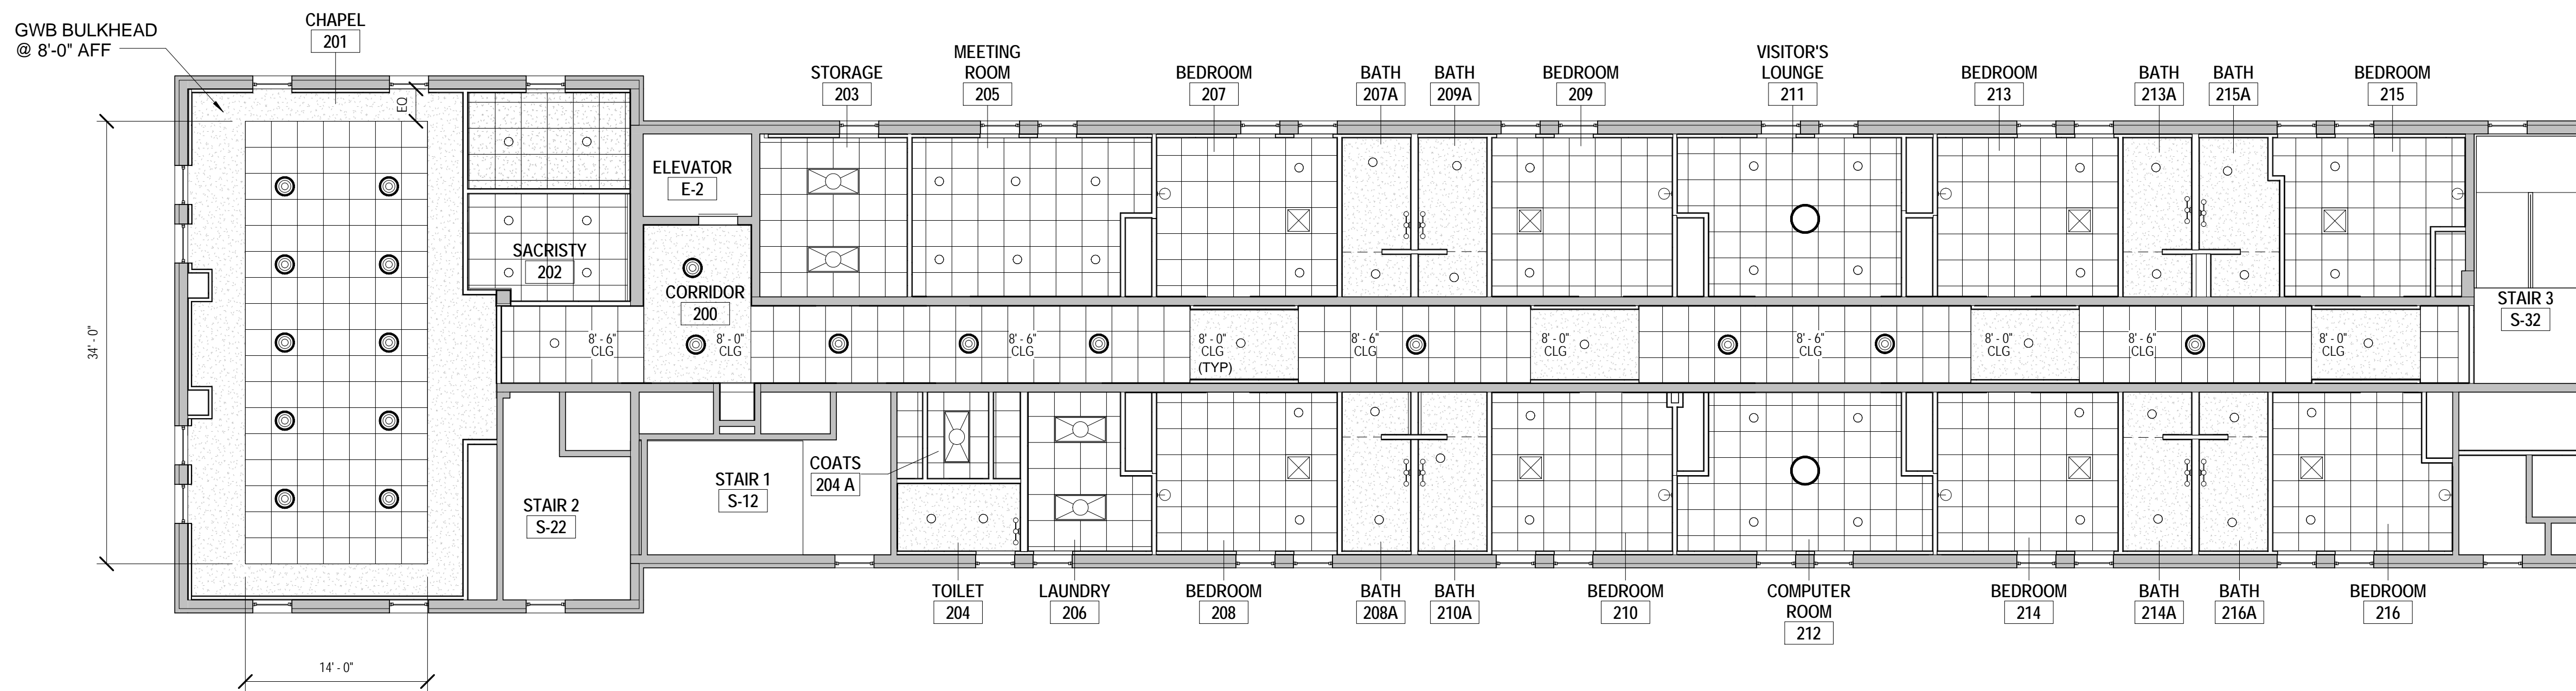 GWB BULKHEAD
@ 8'-0" AFF
CHAPEL
201
EQ
34' - 0"
14' - 0"
SACRISTY
202
ELEVATOR
E-2
CORRIDOR
200
STORAGE
203
MEETING
ROOM
205
BEDROOM
207
BATH
207A
BATH
209A
BEDROOM
209
VISITOR'S
LOUNGE
211
BEDROOM
213
BATH
213A
BATH
215A
BEDROOM
215
STAIR 3
S-32
8' - 6"
CLG
8' - 0"
CLG
8' - 6"
CLG
8' - 0"
CLG
(TYP)
8' - 6"
CLG
8' - 0"
CLG
8' - 6"
CLG
8' - 0"
CLG
8' - 6"
CLG
8' - 0"
CLG
STAIR 2
S-22
STAIR 1
S-12
COATS
204 A
TOILET
204
LAUNDRY
206
BEDROOM
208
BATH
208A
BATH
210A
BEDROOM
210
COMPUTER
ROOM
212
BEDROOM
214
BATH
214A
BATH
216A
BEDROOM
216